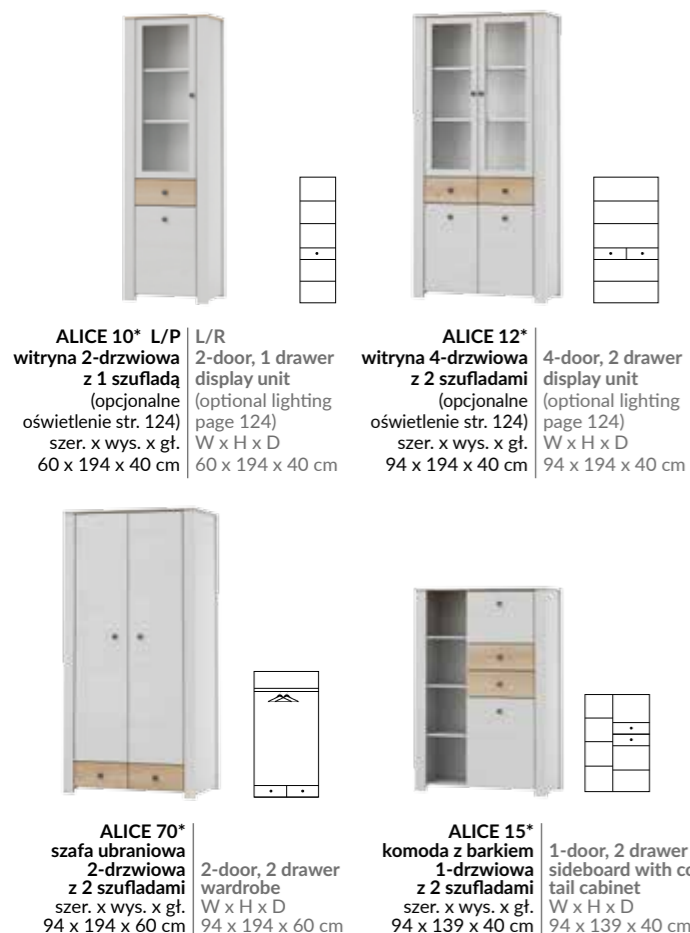 ALICE 10* L/P
witryna 2-drzwiowa
z 1 szufladą
(opcjonalne
oświetlenie str. 124)
szer. x wys. x gł.
60 x 194 x 40 cm
L/R
2-door, 1 drawer
display unit
(optional lighting
page 124)
W x H x D
60 x 194 x 40 cm
ALICE 12*
witryna 4-drzwiowa
z 2 szufladami
(opcjonalne
oświetlenie str. 124)
szer. x wys. x gł.
94 x 194 x 40 cm
4-door, 2 drawer
display unit
(optional lighting
page 124)
W x H x D
94 x 194 x 40 cm
ALICE 70*
szafa ubraniowa
2-drzwiowa
z 2 szufladami
szer. x wys. x gł.
94 x 194 x 60 cm
2-door, 2 drawer
wardrobe
W x H x D
94 x 194 x 60 cm
ALICE 15*
komoda z barkiem
1-drzwiowa
z 2 szufladami
szer. x wys. x gł.
94 x 139 x 40 cm
1-door, 2 drawer
sideboard with
tail cabinet
W x H x D
94 x 139 x 40 cm